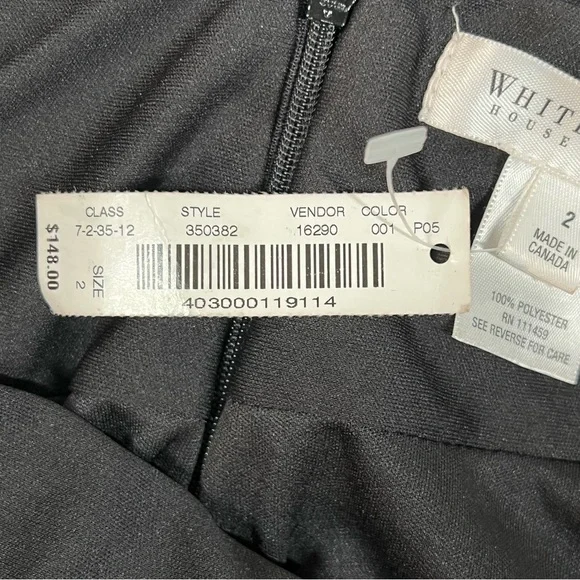 CLASS STYLE VENDOR COLOR
7-2-35-12 350382 16290 001 P05
$148.00
SIZE
2
403000119114
HOUSE
2
MADE IN
CANADA
100% POLYESTER
RN 111459
SEE REVERSE FOR CARE